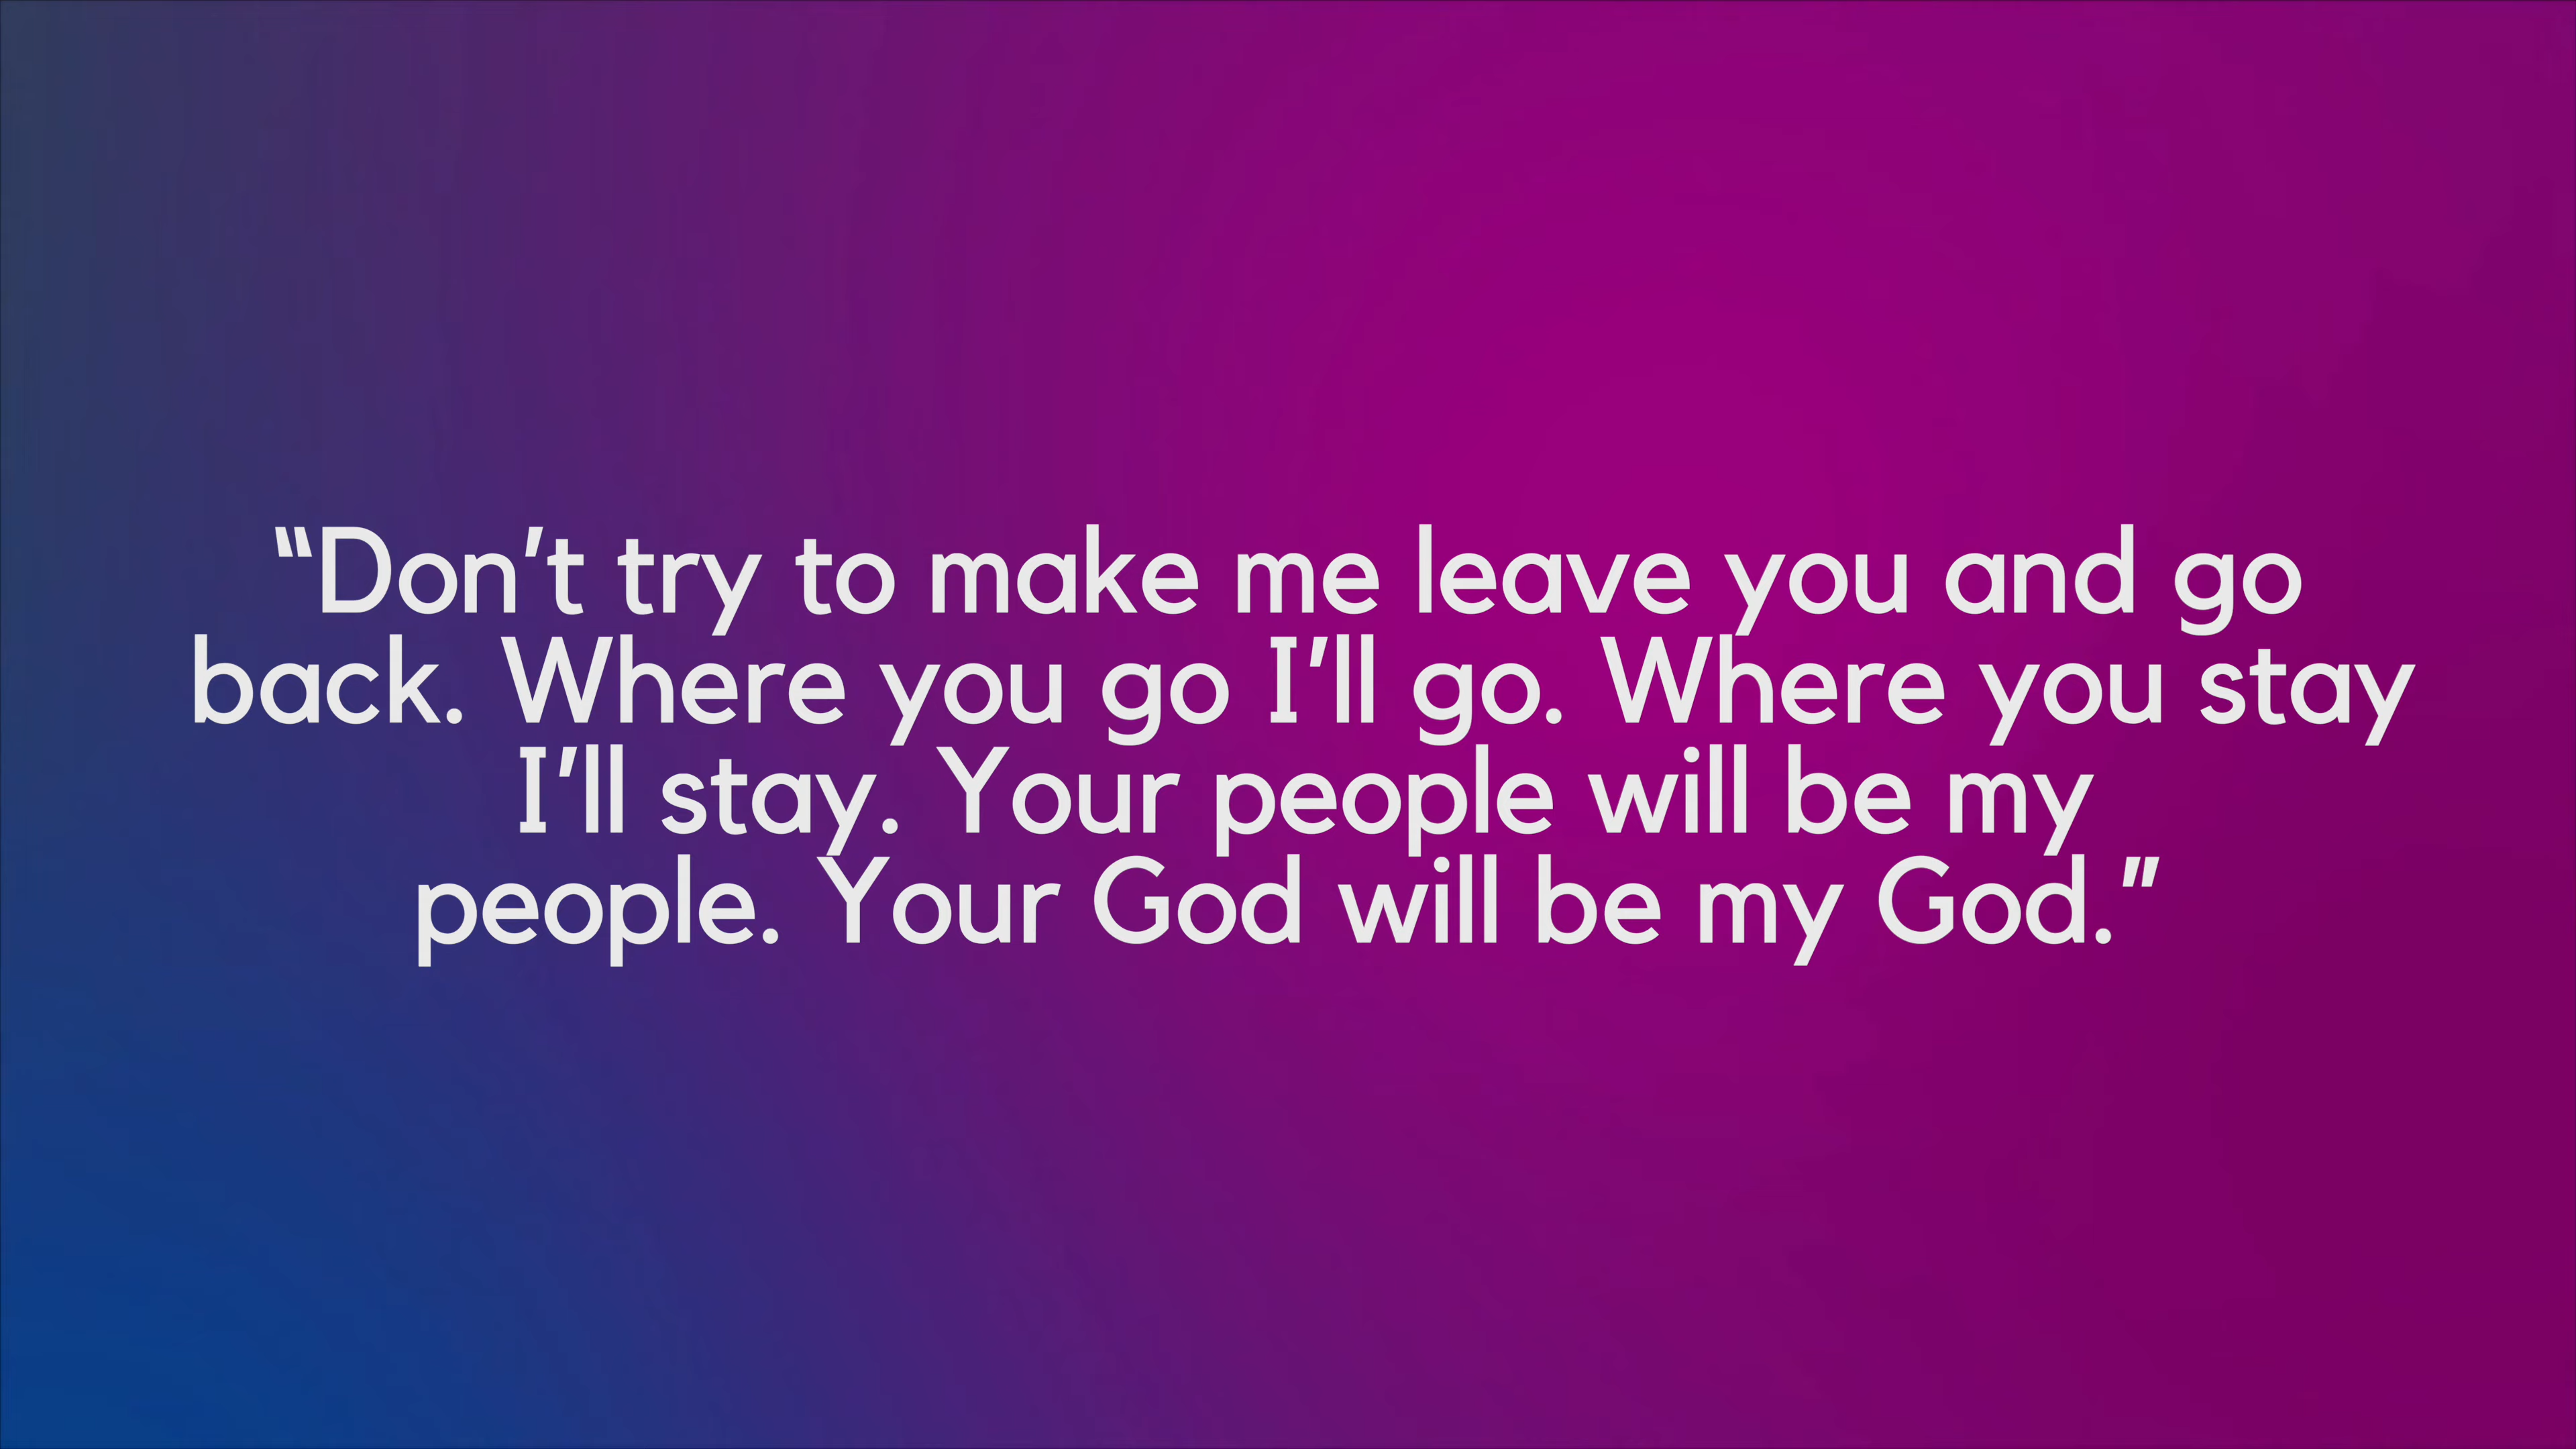 “Don’t try to make me leave you and go
back. Where you go I’ll go. Where you stay
I’ll stay. Your people will be my
people. Your God will be my God.”